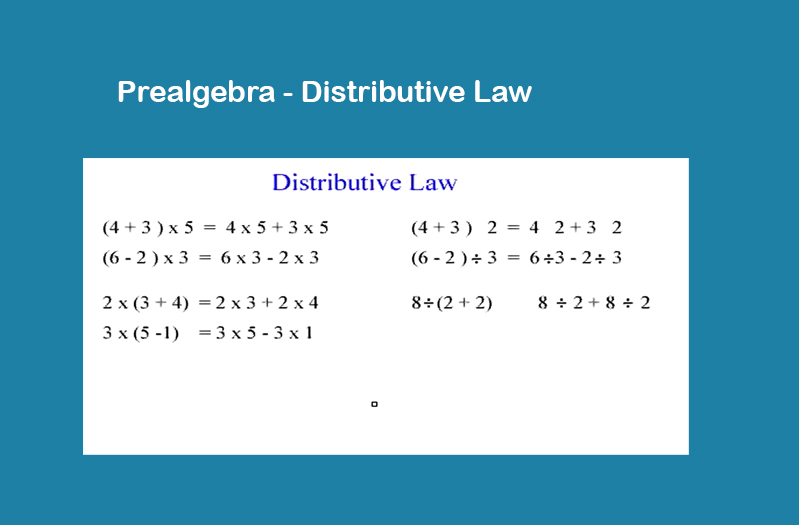 Prealgebra - Distributive Law
Distributive Law
(4 + 3 ) x 5 = 4 x 5 + 3 x 5
(6 - 2 ) x 3 = 6 x 3 - 2 x 3
2 x (3 + 4) = 2 x 3 + 2 x 4
3 x (5 -1) = 3 x 5 - 3 x 1
(4 + 3 ) 2 = 4 2 + 3 2
(6 - 2 ) ÷ 3 = 6 ÷3 - 2÷ 3
8÷(2 + 2) 8 ÷ 2 + 8 ÷ 2